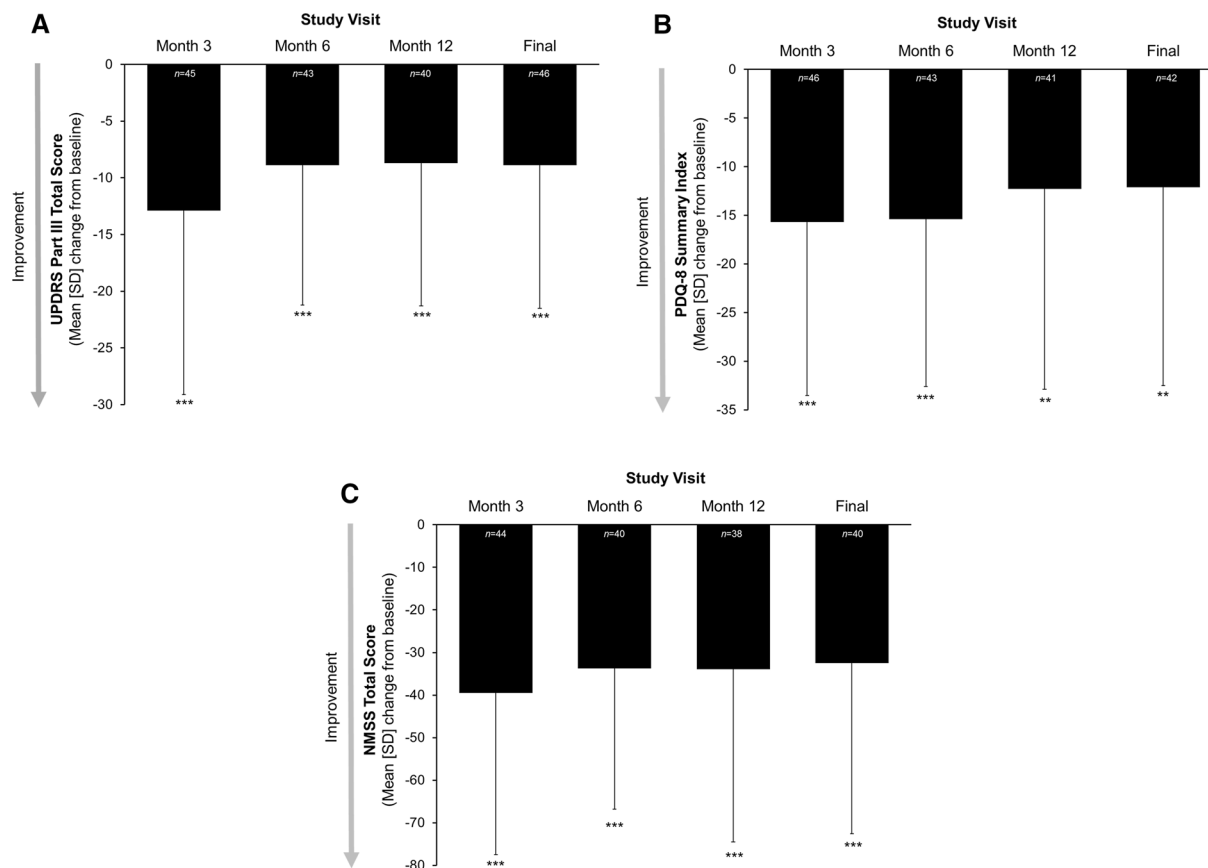 A
Study Visit
Month 3 Month 6 Month 12 Final
0
-5
-10
-15
-20
-25
-30
n=45 n=43 n=40 n=46
*** *** *** ***
Improvement
UPDRS Part III Total Score
(Mean [SD] change from baseline)
B
Study Visit
Month 3 Month 6 Month 12 Final
0
-5
-10
-15
-20
-25
-30
-35
n=46 n=43 n=41 n=42
*** *** ** **
Improvement
PDQ-8 Summary Index
(Mean [SD] change from baseline)
C
Study Visit
Month 3 Month 6 Month 12 Final
0
-10
-20
-30
-40
-50
-60
-70
-80
n=44 n=40 n=38 n=40
*** *** *** ***
Improvement
NMSS Total Score
(Mean [SD] change from baseline)